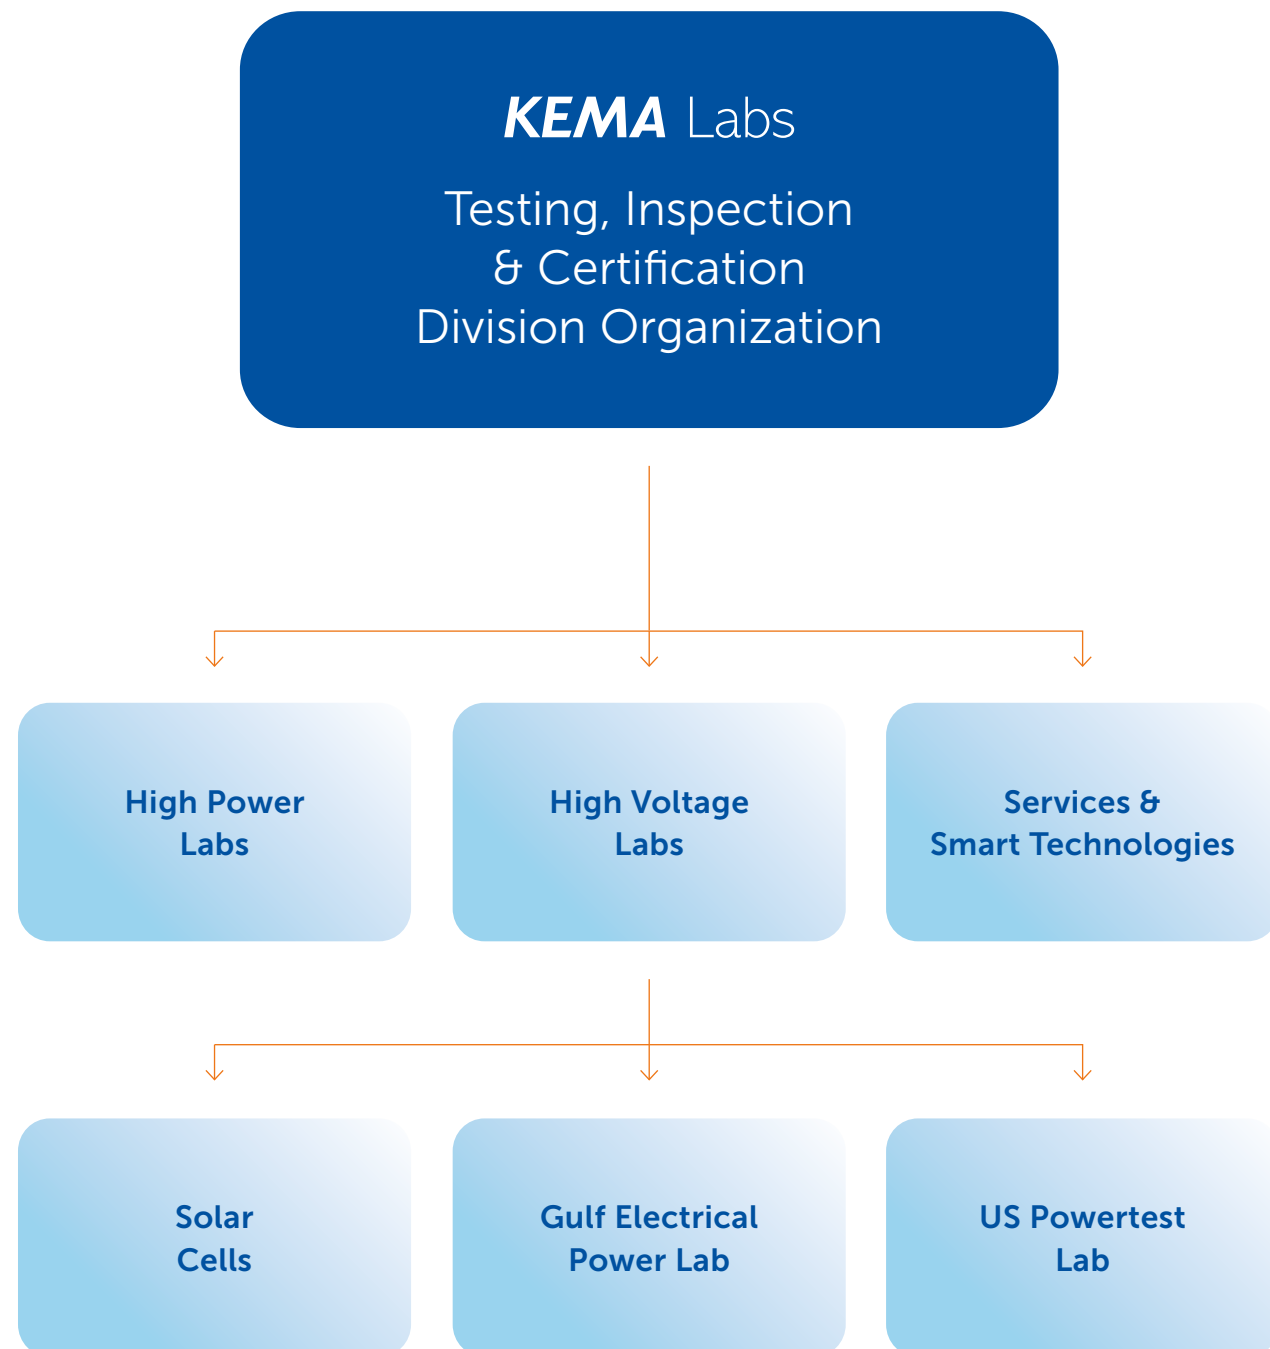 KEMA Labs
Testing, Inspection
& Certification
Division Organization
High Power
Labs
High Voltage
Labs
Services &
Smart Technologies
Solar
Cells
Gulf Electrical
Power Lab
US Powertest
Lab